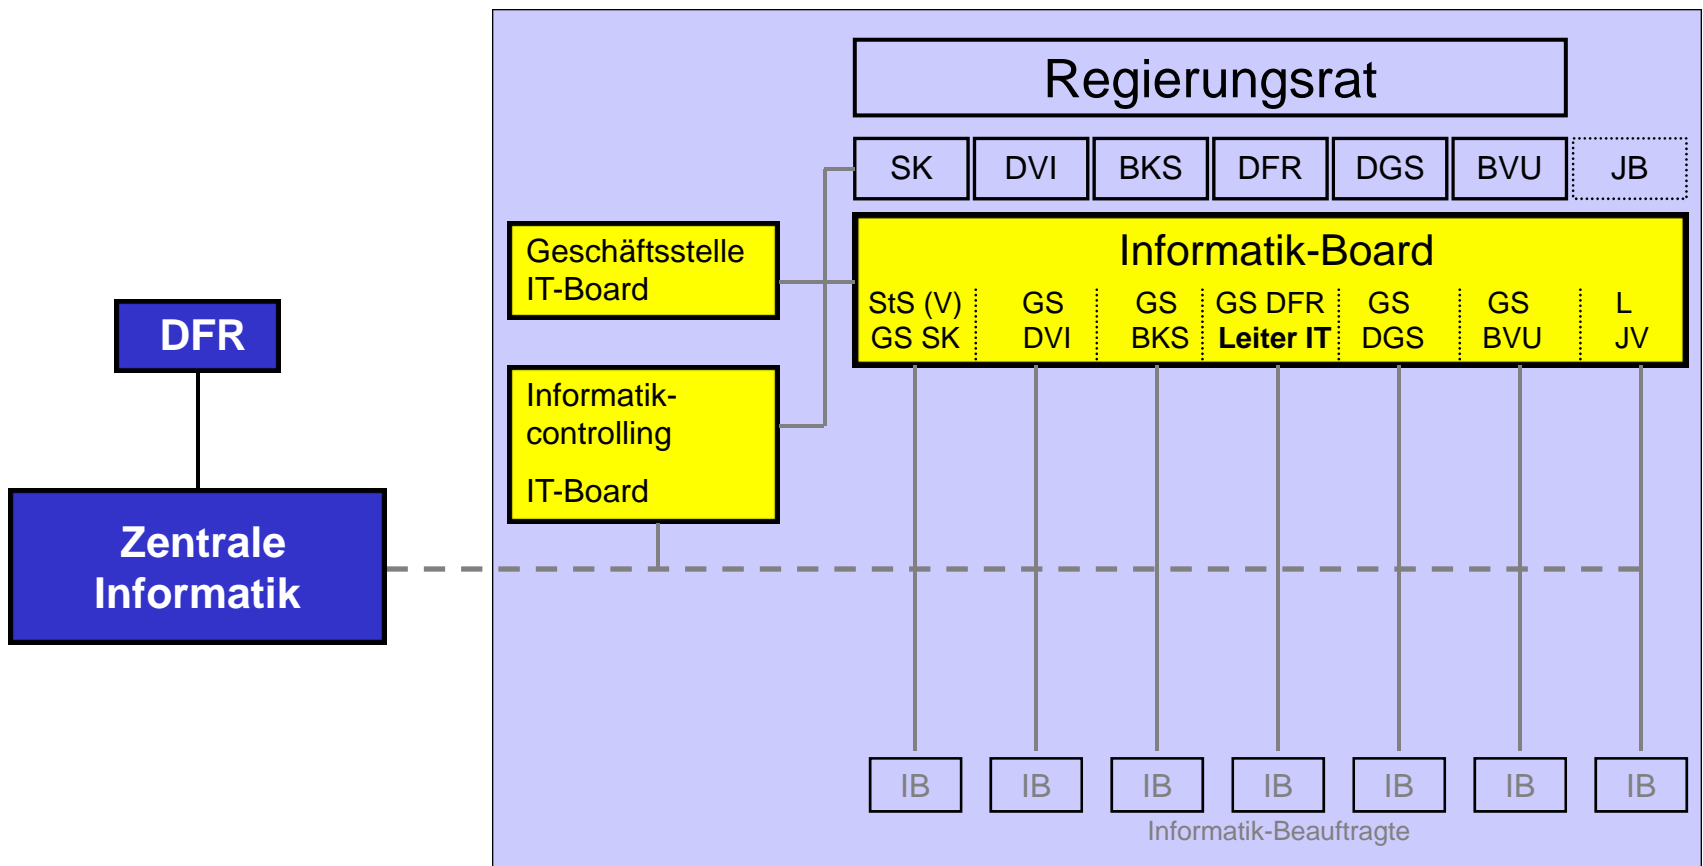 Regierungsrat
SK DVI BKS DFR DGS BVU JB
Geschäftsstelle
IT-Board
Informatik-Board
StS (V) GS GS GS DFR GS GS L
GS SK DVI BKS Leiter IT DGS BVU JV
DFR
Informatik-
controlling
IT-Board
Zentrale
Informatik
IB IB IB IB IB IB IB
Informatik-Beauftragte